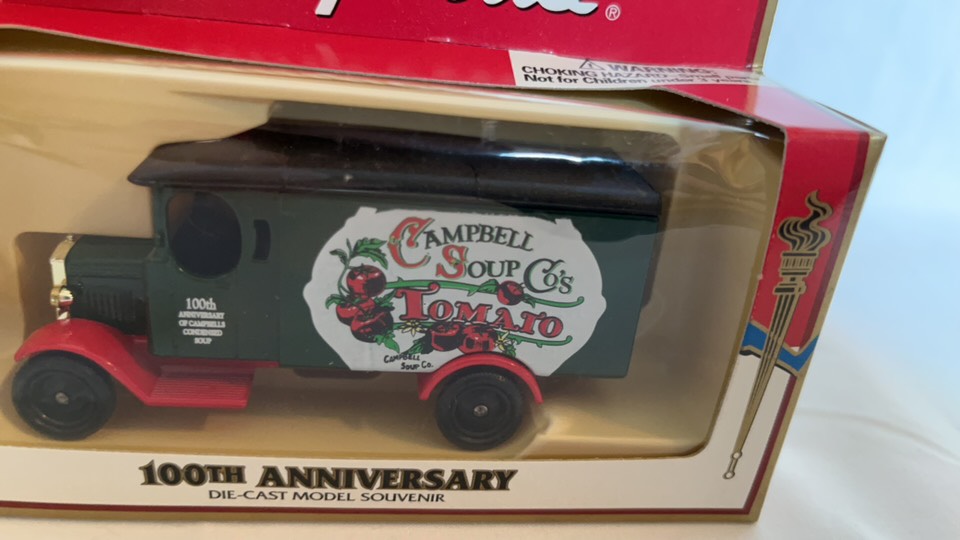 ®
WARNING:
CHOKING HAZARD-Small
Not for Children under 3 years
CAMPBELL
SOUP CO'S
TOMATO
CAMPBELL
SOUP CO.
100th
ANNIVERSARY
OF CAMPBELLS
CONDENSED
SOUP
100TH ANNIVERSARY
DIE-CAST MODEL SOUVENIR